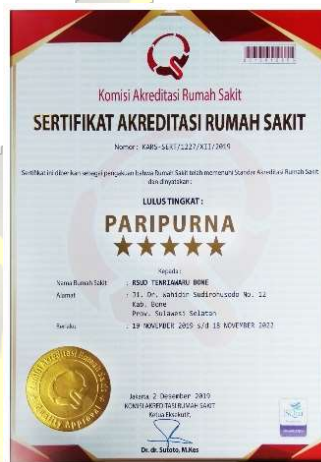 Komisi Akreditasi Rumah Sakit
SERTIFIKAT AKREDITASI RUMAH SAKIT
Nomor: KARS-SERT/1227/XII/2019
Sertifikat ini diberikan sebagai pengakuan bahwa Rumah Sakit telah memenuhi Standar Akreditasi Rumah Sakit
dan dinyatakan:
LULUS TINGKAT:
PARIPURNA
Kepada:
Nama Rumah Sakit : RSUD TENRIAWARU BONE
Alamat : Jl. Dr. Wahidin Sudirohusodo No. 12
Kab. Bone
Prov. Sulawesi Selatan
Berlaku : 19 NOVEMBER 2019 s/d 18 NOVEMBER 2022
Jakarta, 2 Desember 2019
KOMISI AKREDITASI RUMAH SAKIT
Ketua Eksekutif,
Dr. dr. Sutoto, M.Kes